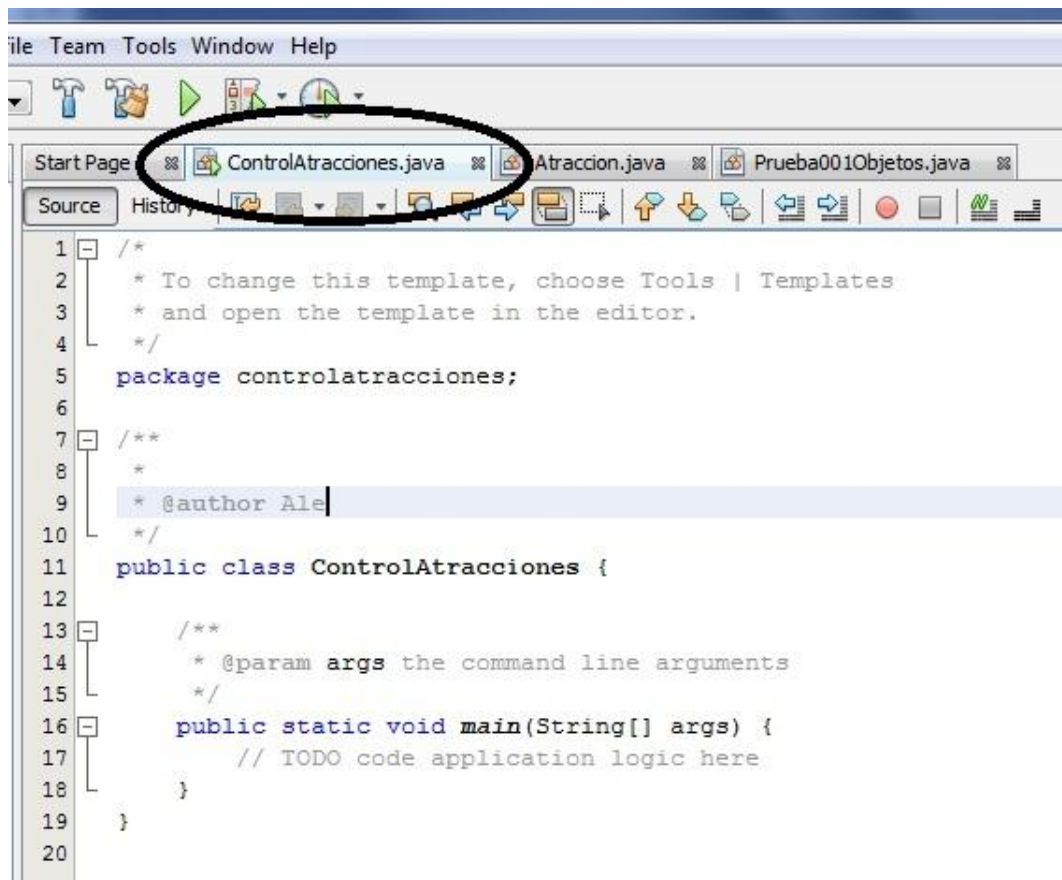 Team Tools Window Help
Start Page ControlAtracciones.java Atraccion.java Prueba001Objetos.java
Source History
1 /*
2 * To change this template, choose Tools | Templates
3 * and open the template in the editor.
4 */
5 package controlatracciones;
6
7 /**
8 *
9 * @author Ale
10 */
11 public class ControlAtracciones {
12
13 /**
14 * @param args the command line arguments
15 */
16 public static void main(String[] args) {
17 // TODO code application logic here
18 }
19 }
20